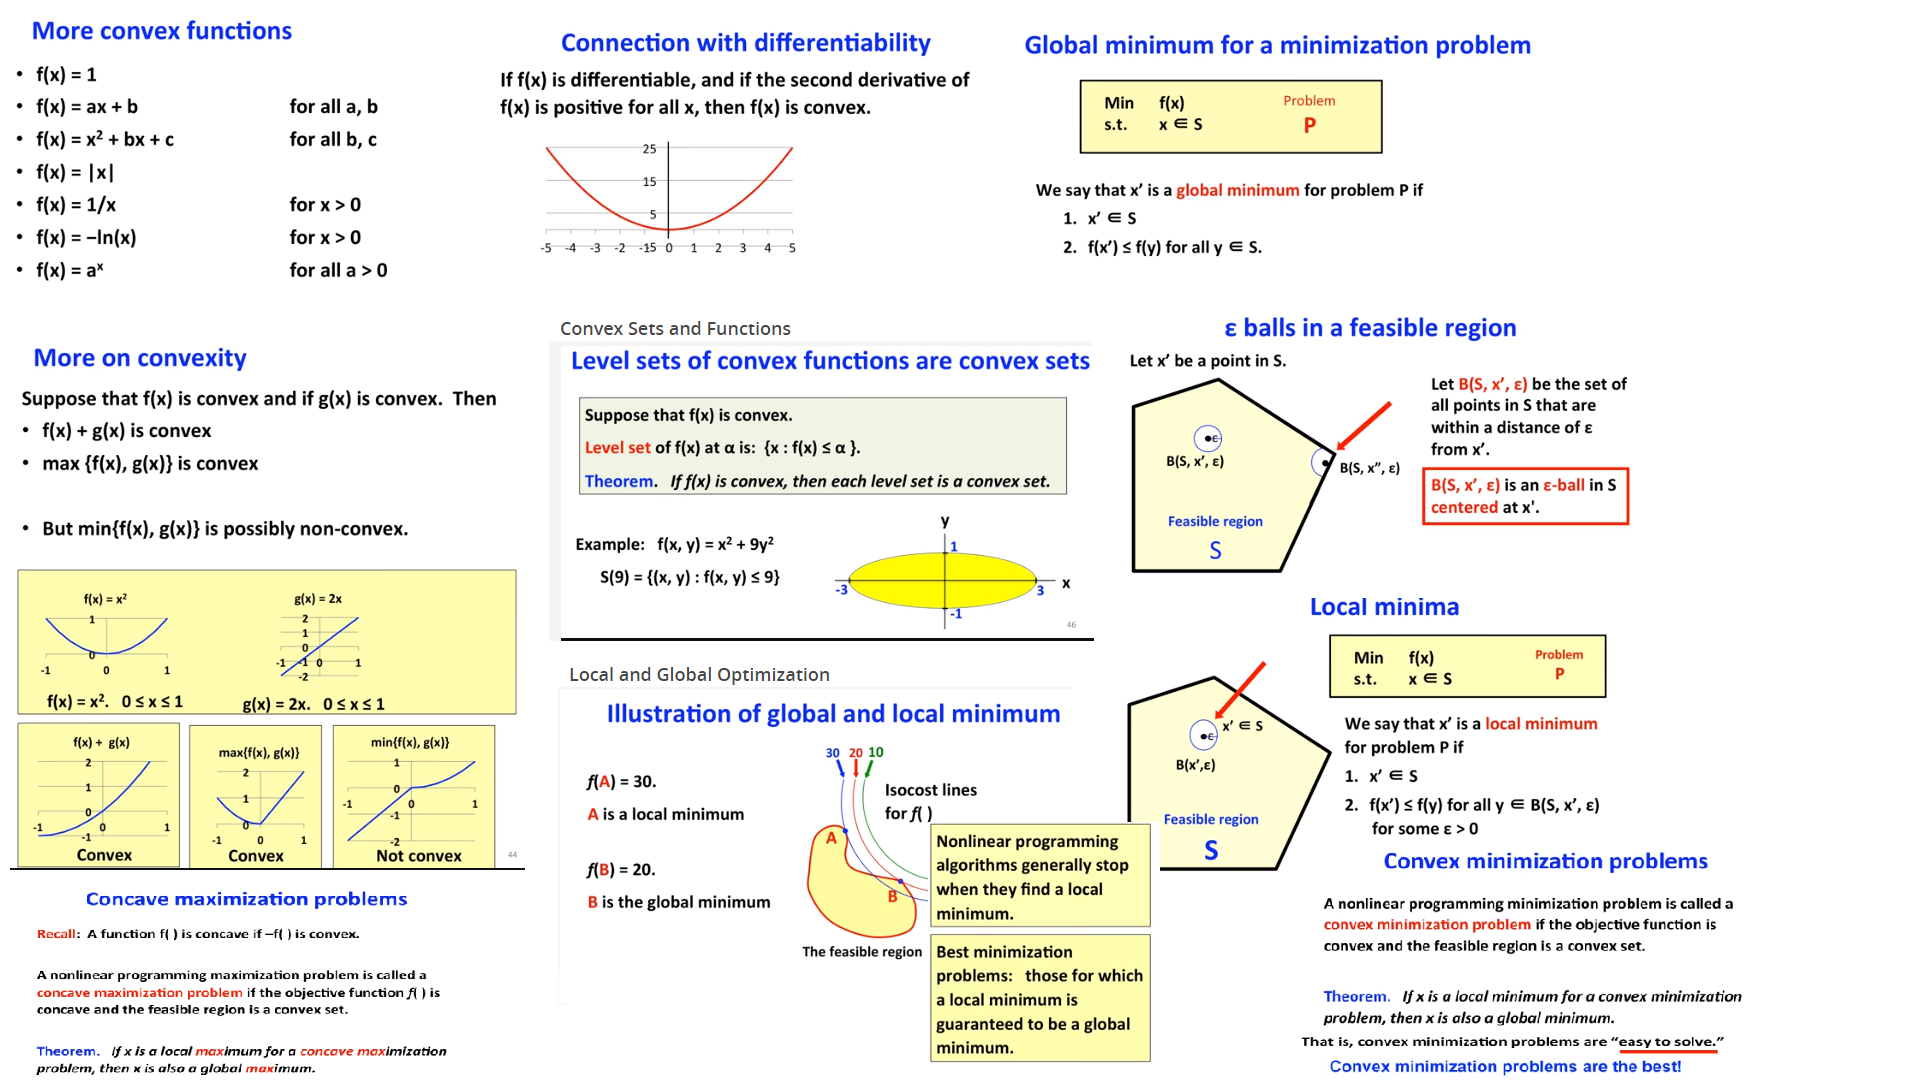 More convex functions
• f(x) = 1
• f(x) = ax + b for all a, b
• f(x) = x² + bx + c for all b, c
• f(x) = |x|
• f(x) = 1/x for x > 0
• f(x) = –ln(x) for x > 0
• f(x) = aˣ for all a > 0
Connection with differentiability
If f(x) is differentiable, and if the second derivative of
f(x) is positive for all x, then f(x) is convex.
25
15
5
-5 -4 -3 -2 -15 0 1 2 3 4 5
Global minimum for a minimization problem
Min f(x) Problem
s.t. x ∈ S P
We say that x’ is a global minimum for problem P if
1. x’ ∈ S
2. f(x’) ≤ f(y) for all y ∈ S.
More on convexity
Suppose that f(x) is convex and if g(x) is convex. Then
• f(x) + g(x) is convex
• max {f(x), g(x)} is convex
• But min{f(x), g(x)} is possibly non-convex.
f(x) = x²
1
0
-1 0 1
f(x) = x². 0 ≤ x ≤ 1
g(x) = 2x
2
1
0
-1 -1 0 1
-2
g(x) = 2x. 0 ≤ x ≤ 1
f(x) + g(x)
2
1
0
-1 0 1
-1
Convex
max{f(x), g(x)}
2
1
0
-1 0 1
Convex
min{f(x), g(x)}
1
0
-1 0 1
-1
-2
Not convex
44
Convex Sets and Functions
Level sets of convex functions are convex sets
Suppose that f(x) is convex.
Level set of f(x) at α is: {x : f(x) ≤ α }.
Theorem. If f(x) is convex, then each level set is a convex set.
Example: f(x, y) = x² + 9y²
S(9) = {(x, y) : f(x, y) ≤ 9}
y
1
-3 3 x
-1
46
ε balls in a feasible region
Let x’ be a point in S.
ε
B(S, x’, ε)
B(S, x”, ε)
Feasible region
S
Let B(S, x’, ε) be the set of
all points in S that are
within a distance of ε
from x’.
B(S, x’, ε) is an ε-ball in S
centered at x'.
Local and Global Optimization
Illustration of global and local minimum
f(A) = 30.
A is a local minimum
f(B) = 20.
B is the global minimum
30 20 10
Isocost lines
for f( )
A
B
The feasible region
Nonlinear programming
algorithms generally stop
when they find a local
minimum.
Best minimization
problems: those for which
a local minimum is
guaranteed to be a global
minimum.
Local minima
Min f(x) Problem
s.t. x ∈ S P
x’ ∈ S
ε
B(x’,ε)
Feasible region
S
We say that x’ is a local minimum
for problem P if
1. x’ ∈ S
2. f(x’) ≤ f(y) for all y ∈ B(S, x’, ε)
for some ε > 0
Concave maximization problems
Recall: A function f( ) is concave if –f( ) is convex.
A nonlinear programming maximization problem is called a
concave maximization problem if the objective function f( ) is
concave and the feasible region is a convex set.
Theorem. If x is a local maximum for a concave maximization
problem, then x is also a global maximum.
Convex minimization problems
A nonlinear programming minimization problem is called a
convex minimization problem if the objective function is
convex and the feasible region is a convex set.
Theorem. If x is a local minimum for a convex minimization
problem, then x is also a global minimum.
That is, convex minimization problems are “easy to solve.”
Convex minimization problems are the best!